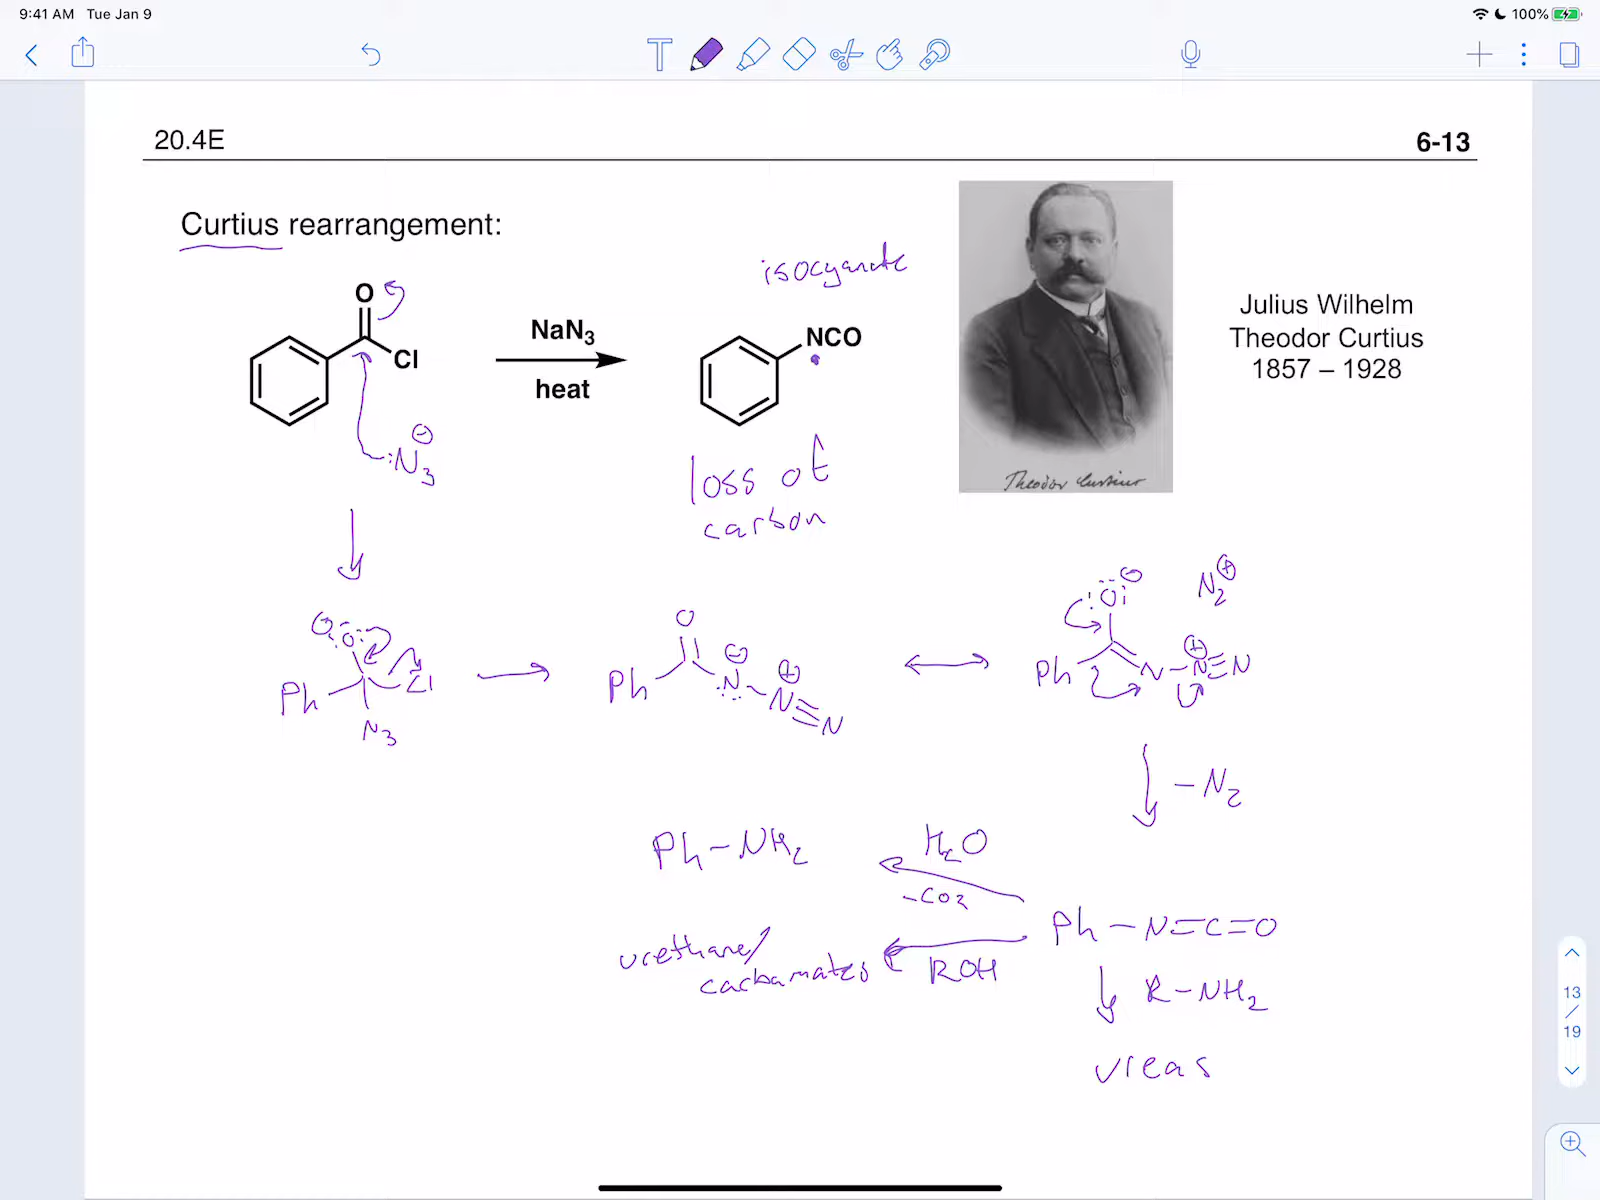 9:41 AM Tue Jan 9
100%
20.4E
6-13
Curtius rearrangement:
isocyanate
O
Cl
NaN3
heat
NCO
Julius Wilhelm
Theodor Curtius
1857 – 1928
:N3 ⊖
loss of
carbon
Theodor Curtius
⊖ :O:
Ph Cl
N3
O
Ph N ⊖ N ⊕ ≡N
:O: ⊖
N2 ⊕
Ph N–N ⊕ ≡N
–N2
Ph–NH2
H2O
–CO2
Ph–N=C=O
urethane/
carbamates
ROH
R–NH2
ureas
13
/
19